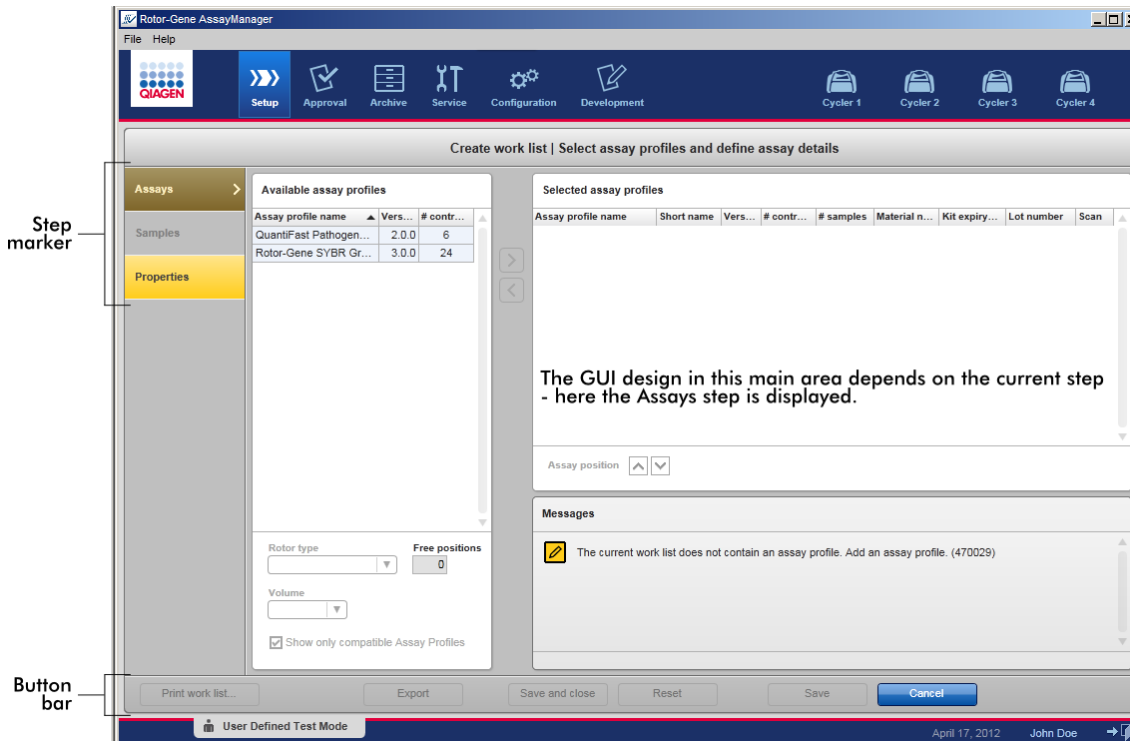 Rotor-Gene AssayManager
File Help
QIAGEN
Setup Approval Archive Service Configuration Development Cycler 1 Cycler 2 Cycler 3 Cycler 4
Create work list | Select assay profiles and define assay details
Step marker
Assays
Samples
Properties
Available assay profiles
Assay profile name Vers... # contr...
QuantiFast Pathogen... 2.0.0 6
Rotor-Gene SYBR Gr... 3.0.0 24
Rotor type Free positions
0
Volume
Show only compatible Assay Profiles
Selected assay profiles
Assay profile name Short name Vers... # contr... # samples Material n... Kit expiry... Lot number Scan
The GUI design in this main area depends on the current step
- here the Assays step is displayed.
Assay position
Messages
The current work list does not contain an assay profile. Add an assay profile. (470029)
Button bar
Print work list... Export Save and close Reset Save Cancel
User Defined Test Mode
April 17, 2012 John Doe